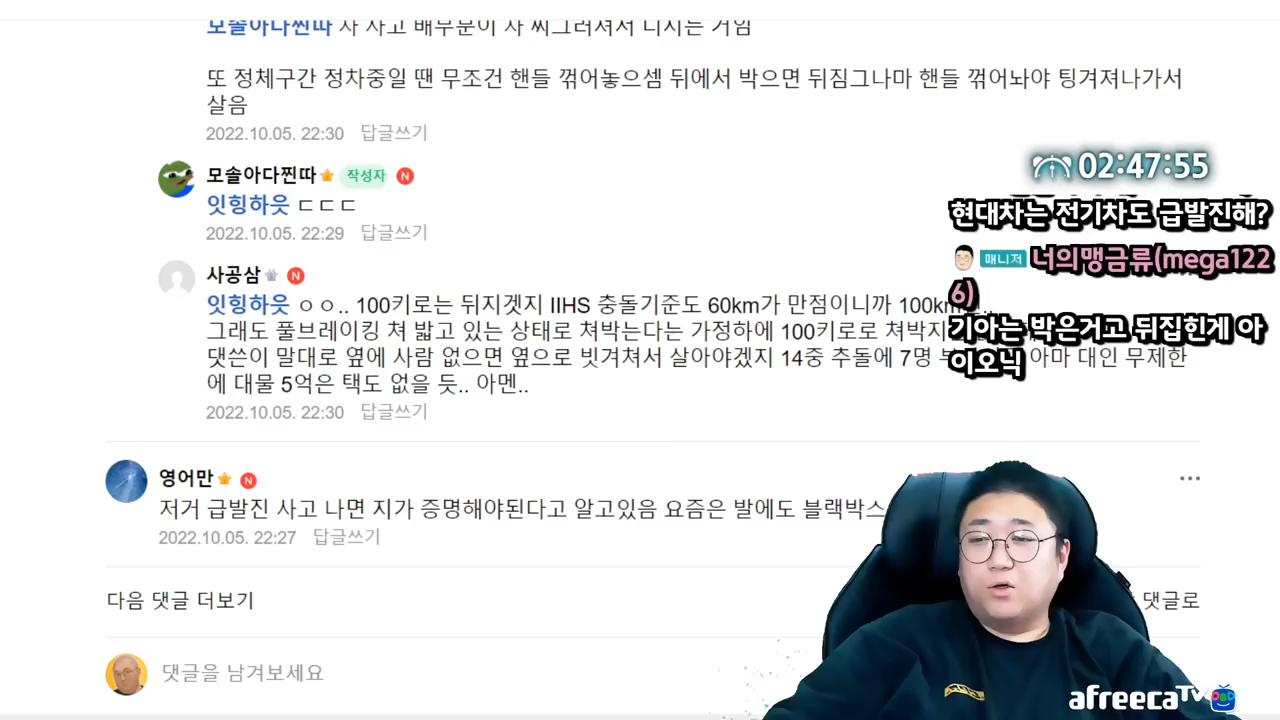 모솔아다찐따 차 사고 배부분이 차 찌그러져서 디지는 거임
또 정체구간 정차중일 땐 무조건 핸들 꺾어놓으셈 뒤에서 박으면 뒤짐그나마 핸들 꺾어놔야 팅겨져나가서
살음
2022.10.05. 22:30 답글쓰기
모솔아다찐따 작성자 N
잇힝하웃 ㄷㄷㄷ
2022.10.05. 22:29 답글쓰기
사공삼 N
잇힝하웃 ㅇㅇ.. 100키로는 뒤지겟지 IIHS 충돌기준도 60km가 만점이니까 100km면..
그래도 풀브레이킹 쳐 밟고 있는 상태로 쳐박는다는 가정하에 100키로로 쳐박지
댓쓴이 말대로 옆에 사람 없으면 옆으로 빗겨쳐서 살아야겠지 14중 추돌에 7명 아마 대인 무제한
에 대물 5억은 택도 없을 듯.. 아멘..
2022.10.05. 22:30 답글쓰기
영어만 N
저거 급발진 사고 나면 지가 증명해야된다고 알고있음 요즘은 발에도 블랙박스
2022.10.05. 22:27 답글쓰기
다음 댓글 더보기
댓글로
댓글을 남겨보세요
02:47:55
현대차는 전기차도 급발진해?
매니저 너의맹금류(mega122
6)
기아는 박은거고 뒤집힌게 아
이오닉
afreecaTV